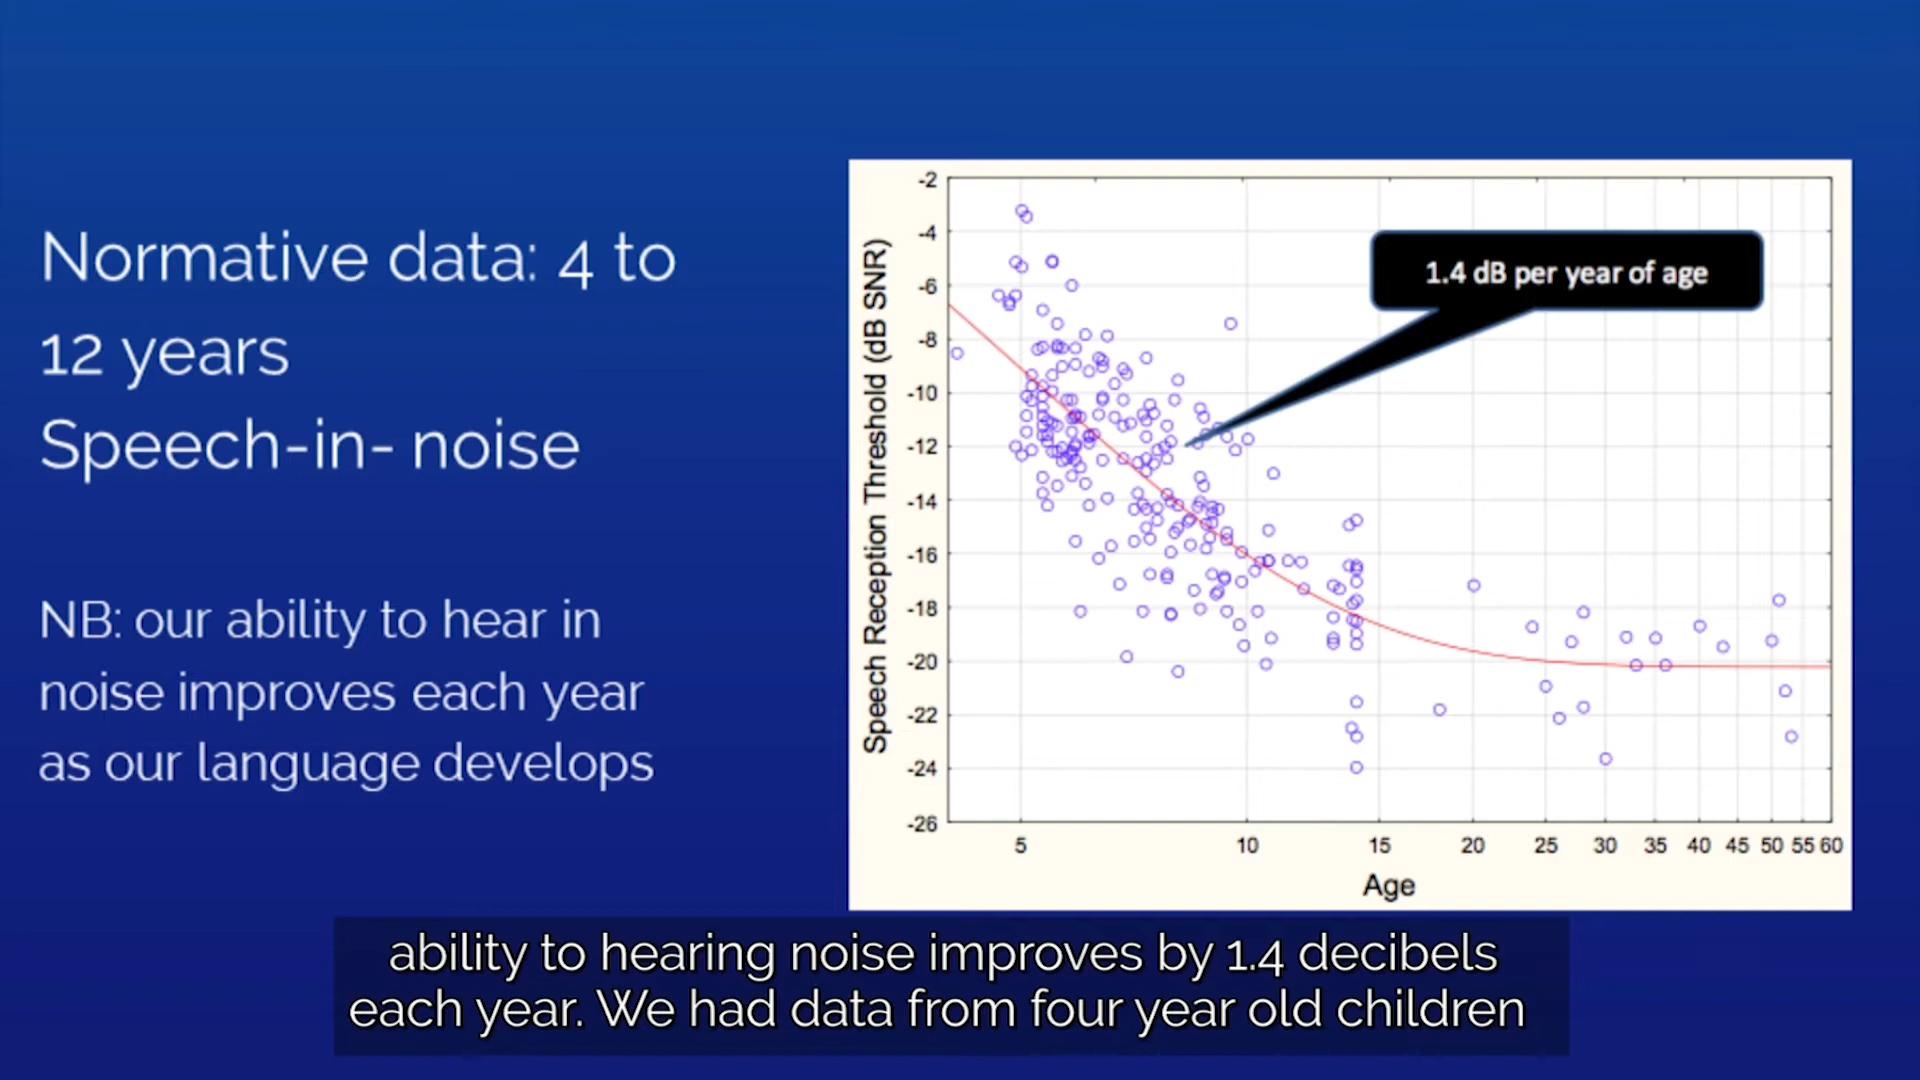 Normative data: 4 to
12 years
Speech-in- noise
NB: our ability to hear in
noise improves each year
as our language develops
Speech Reception Threshold (dB SNR)
-2
-4
-6
-8
-10
-12
-14
-16
-18
-20
-22
-24
-26
1.4 dB per year of age
5 10 15 20 25 30 35 40 45 50 55 60
Age
ability to hearing noise improves by 1.4 decibels
each year. We had data from four year old children